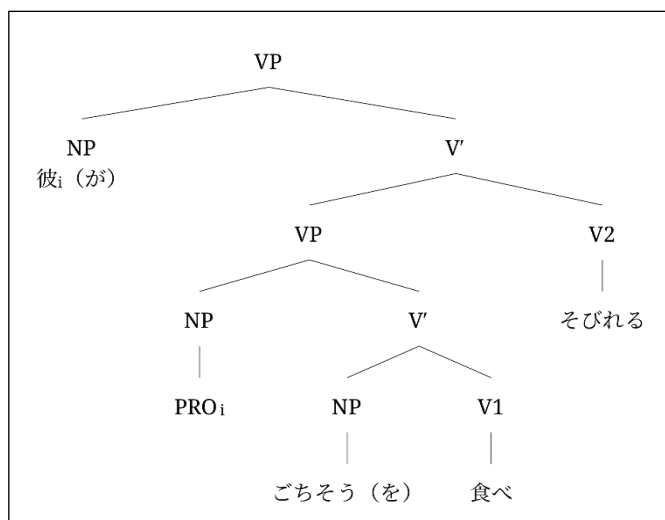 VP
NP V′
彼i（が）
VP V2
NP V′ そびれる
PROi NP V1
ごちそう（を） 食べ